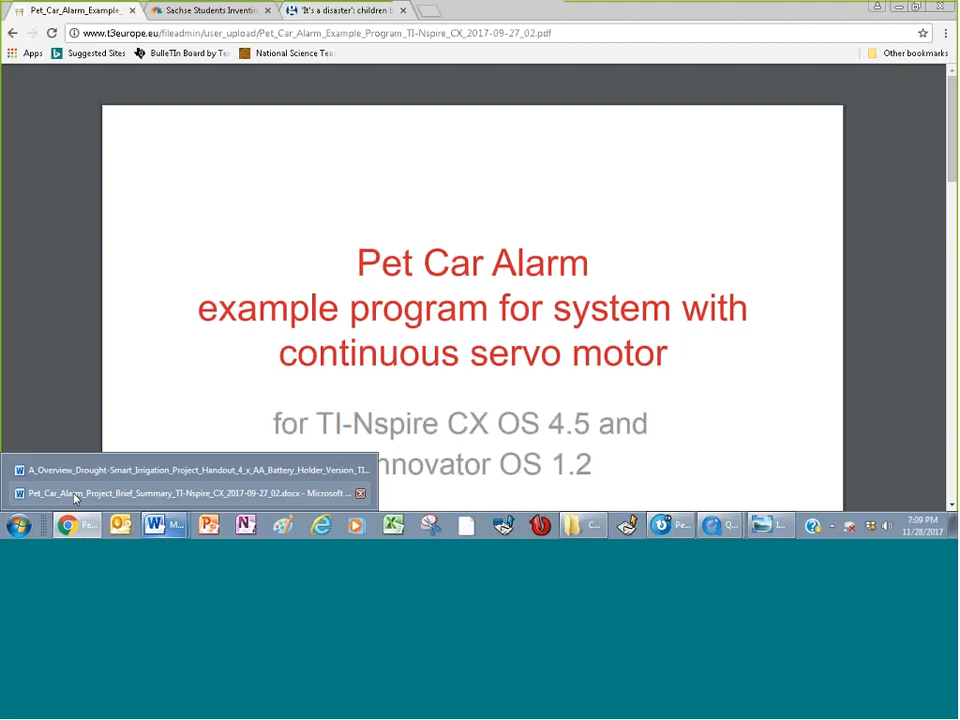 Pet_Car_Alarm_Example_
Sachse Students Inventin
'It's a disaster': children b
www.t3europe.eu/fileadmin/user_upload/Pet_Car_Alarm_Example_Program_TI-Nspire_CX_2017-09-27_02.pdf
Apps
Suggested Sites
BulleTIn Board by Te
National Science Tea
Other bookmarks
Pet Car Alarm
example program for system with
continuous servo motor
for TI-Nspire CX OS 4.5 and
nnovator OS 1.2
A_Overview_Drought-Smart_Irrigation_Project_Handout_4_x_AA_Battery_Holder_Version_TI...
Pet_Car_Alarm_Project_Brief_Summary_TI-Nspire_CX_2017-09-27_02.docx - Microsoft ...
Pe...
M...
C...
Pe...
Q...
I...
7:09 PM
11/28/2017